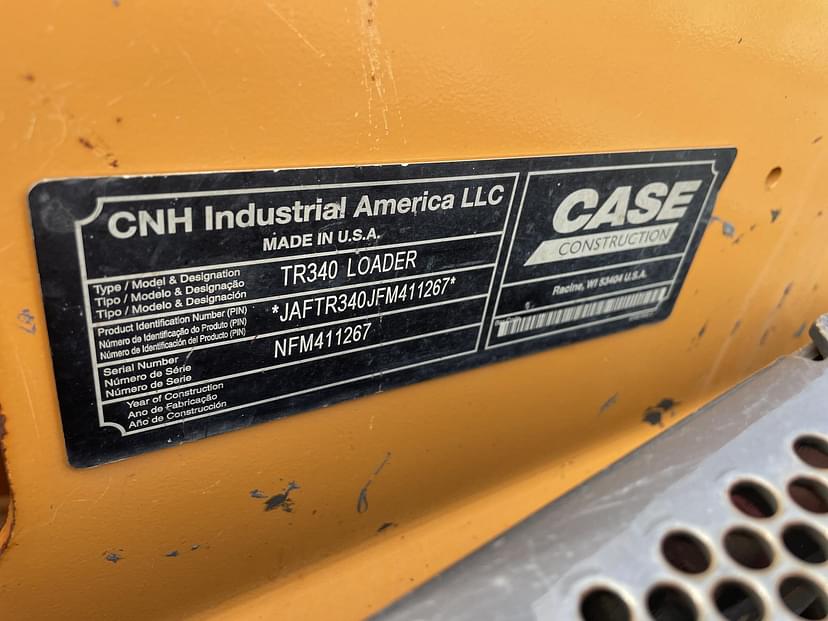 CNH Industrial America LLC
MADE IN U.S.A.
Type / Model & Designation
Tipo / Modelo & Designação
Tipo / Modelo & Designación
TR340 LOADER
Product Identification Number (PIN)
Número de Identificação do Produto (PIN)
Número de Identificación del Producto (PIN)
*JAFTR340JFM411267*
Serial Number
Número de Série
Número de Serie
NFM411267
Year of Construction
Ano de Fabricação
Año de Construcción
CASE
CONSTRUCTION
Racine, WI 53404 U.S.A.